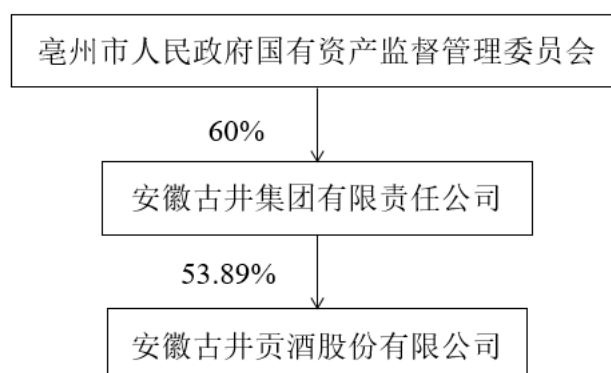 亳州市人民政府国有资产监督管理委员会
60%
安徽古井集团有限责任公司
53.89%
安徽古井贡酒股份有限公司